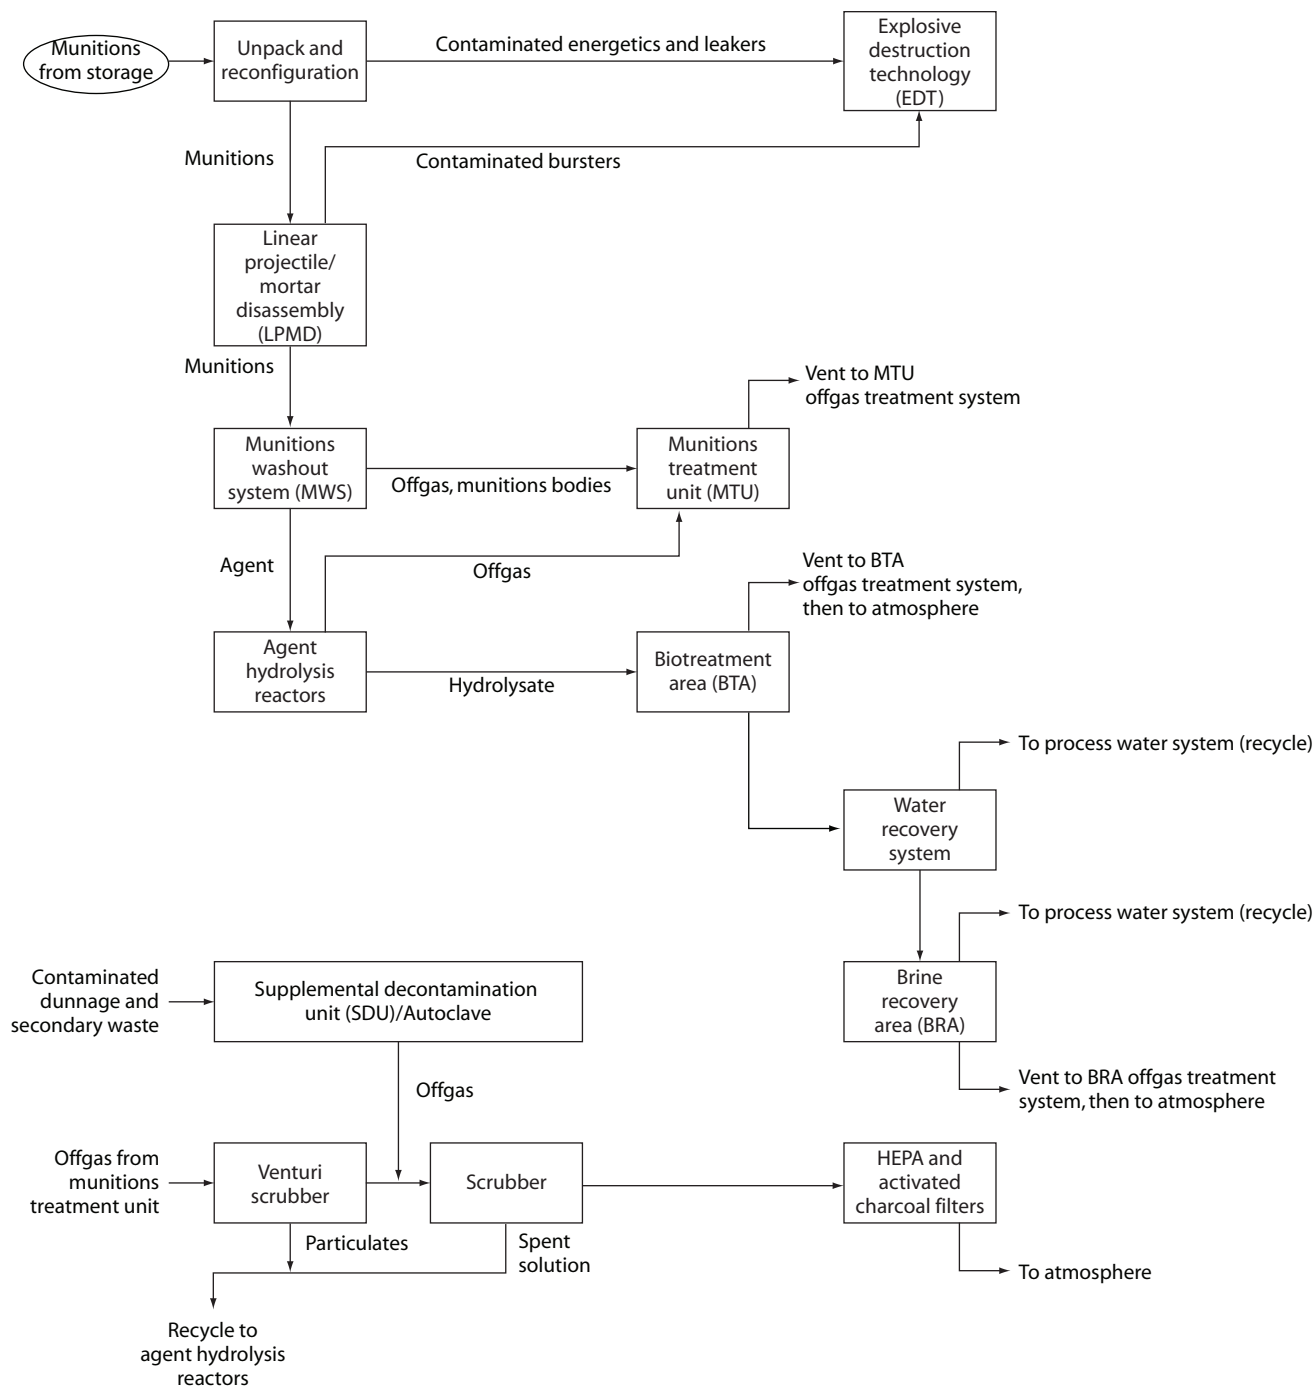 Munitions
from storage
Unpack and
reconfiguration
Contaminated energetics and leakers
Explosive
destruction
technology
(EDT)
Munitions
Contaminated bursters
Linear
projectile/
mortar
disassembly
(LPMD)
Munitions
Vent to MTU
offgas treatment system
Munitions
washout
system (MWS)
Offgas, munitions bodies
Munitions
treatment
unit (MTU)
Agent
Offgas
Vent to BTA
offgas treatment system,
then to atmosphere
Agent
hydrolysis
reactors
Hydrolysate
Biotreatment
area (BTA)
To process water system (recycle)
Water
recovery
system
To process water system (recycle)
Contaminated
dunnage and
secondary waste
Supplemental decontamination
unit (SDU)/Autoclave
Brine
recovery
area (BRA)
Offgas
Vent to BRA offgas treatment
system, then to atmosphere
Offgas from
munitions
treatment unit
Venturi
scrubber
Scrubber
HEPA and
activated
charcoal filters
Particulates
Spent
solution
To atmosphere
Recycle to
agent hydrolysis
reactors